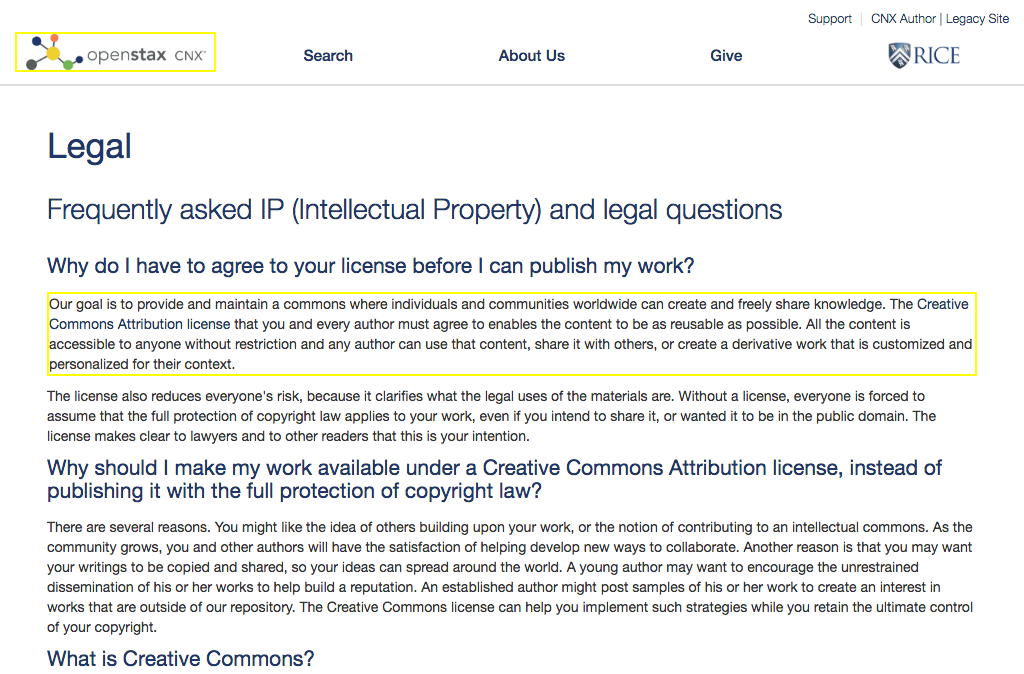 Support | CNX Author | Legacy Site
openstax CNX™
Search
About Us
Give
RICE
Legal
Frequently asked IP (Intellectual Property) and legal questions
Why do I have to agree to your license before I can publish my work?
Our goal is to provide and maintain a commons where individuals and communities worldwide can create and freely share knowledge. The Creative
Commons Attribution license that you and every author must agree to enables the content to be as reusable as possible. All the content is
accessible to anyone without restriction and any author can use that content, share it with others, or create a derivative work that is customized and
personalized for their context.
The license also reduces everyone's risk, because it clarifies what the legal uses of the materials are. Without a license, everyone is forced to
assume that the full protection of copyright law applies to your work, even if you intend to share it, or wanted it to be in the public domain. The
license makes clear to lawyers and to other readers that this is your intention.
Why should I make my work available under a Creative Commons Attribution license, instead of
publishing it with the full protection of copyright law?
There are several reasons. You might like the idea of others building upon your work, or the notion of contributing to an intellectual commons. As the
community grows, you and other authors will have the satisfaction of helping develop new ways to collaborate. Another reason is that you may want
your writings to be copied and shared, so your ideas can spread around the world. A young author may want to encourage the unrestrained
dissemination of his or her works to help build a reputation. An established author might post samples of his or her work to create an interest in
works that are outside of our repository. The Creative Commons license can help you implement such strategies while you retain the ultimate control
of your copyright.
What is Creative Commons?